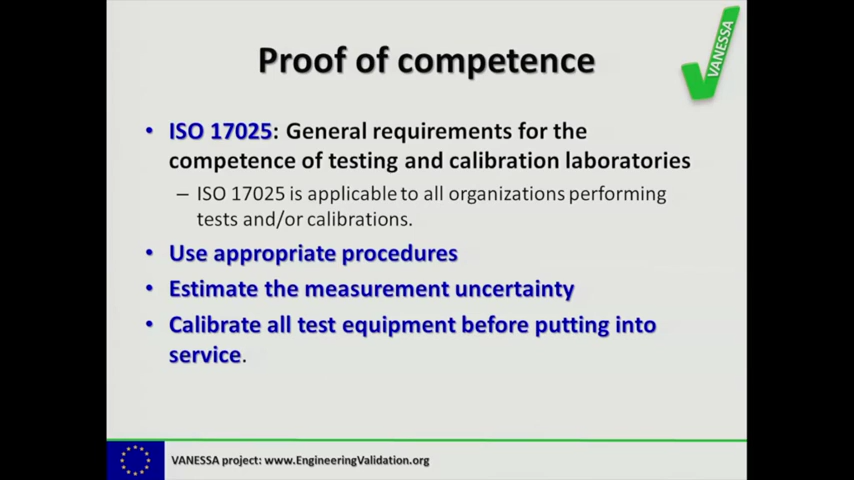 VANESSA
Proof of competence
• ISO 17025: General requirements for the
competence of testing and calibration laboratories
– ISO 17025 is applicable to all organizations performing
tests and/or calibrations.
• Use appropriate procedures
• Estimate the measurement uncertainty
• Calibrate all test equipment before putting into
service.
VANESSA project: www.EngineeringValidation.org